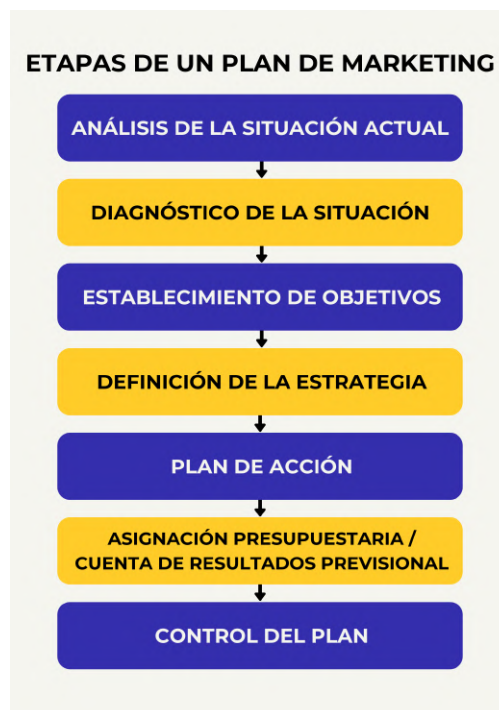 ETAPAS DE UN PLAN DE MARKETING
ANÁLISIS DE LA SITUACIÓN ACTUAL
DIAGNÓSTICO DE LA SITUACIÓN
ESTABLECIMIENTO DE OBJETIVOS
DEFINICIÓN DE LA ESTRATEGIA
PLAN DE ACCIÓN
ASIGNACIÓN PRESUPUESTARIA /
CUENTA DE RESULTADOS PREVISIONAL
CONTROL DEL PLAN